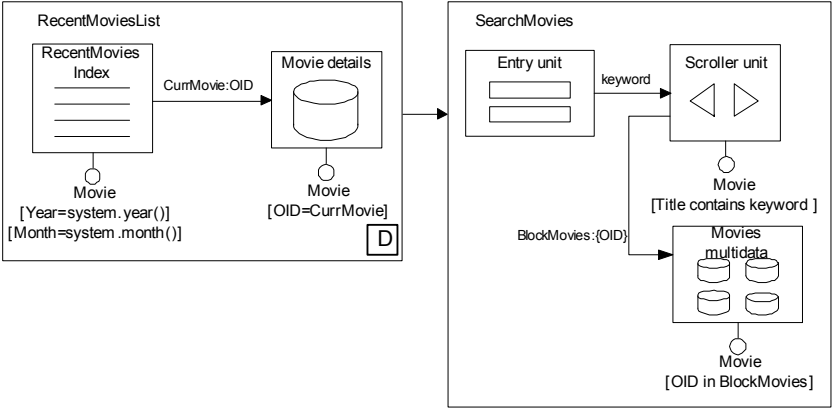 RecentMoviesList
RecentMovies
Index
CurrMovie:OID
Movie details
Movie
[Year=system.year()]
[Month=system.month()]
Movie
[OID=CurrMovie]
D
SearchMovies
Entry unit
keyword
Scroller unit
Movie
[Title contains keyword ]
BlockMovies:{OID}
Movies
multidata
Movie
[OID in BlockMovies]